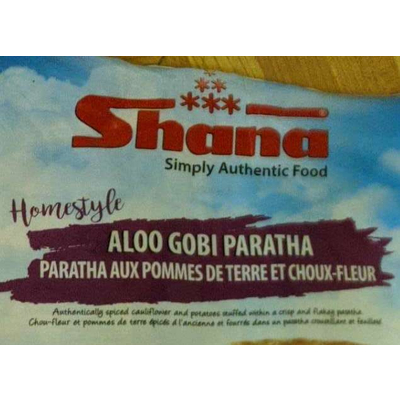 Shana
Simply Authentic Food
Homestyle
ALOO GOBI PARATHA
PARATHA AUX POMMES DE TERRE ET CHOUX-FLEUR
Authentically spiced cauliflower and potatoes stuffed within a crisp and flakey paratha
Chou-fleur et pommes de terre épicés à l'ancienne et fourrés dans un paratha croustillant et feuilleté